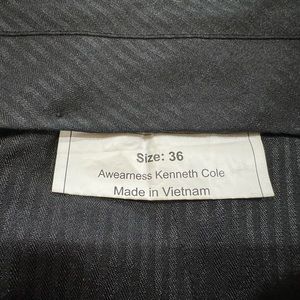 Size: 36
Awearness Kenneth Cole
Made in Vietnam